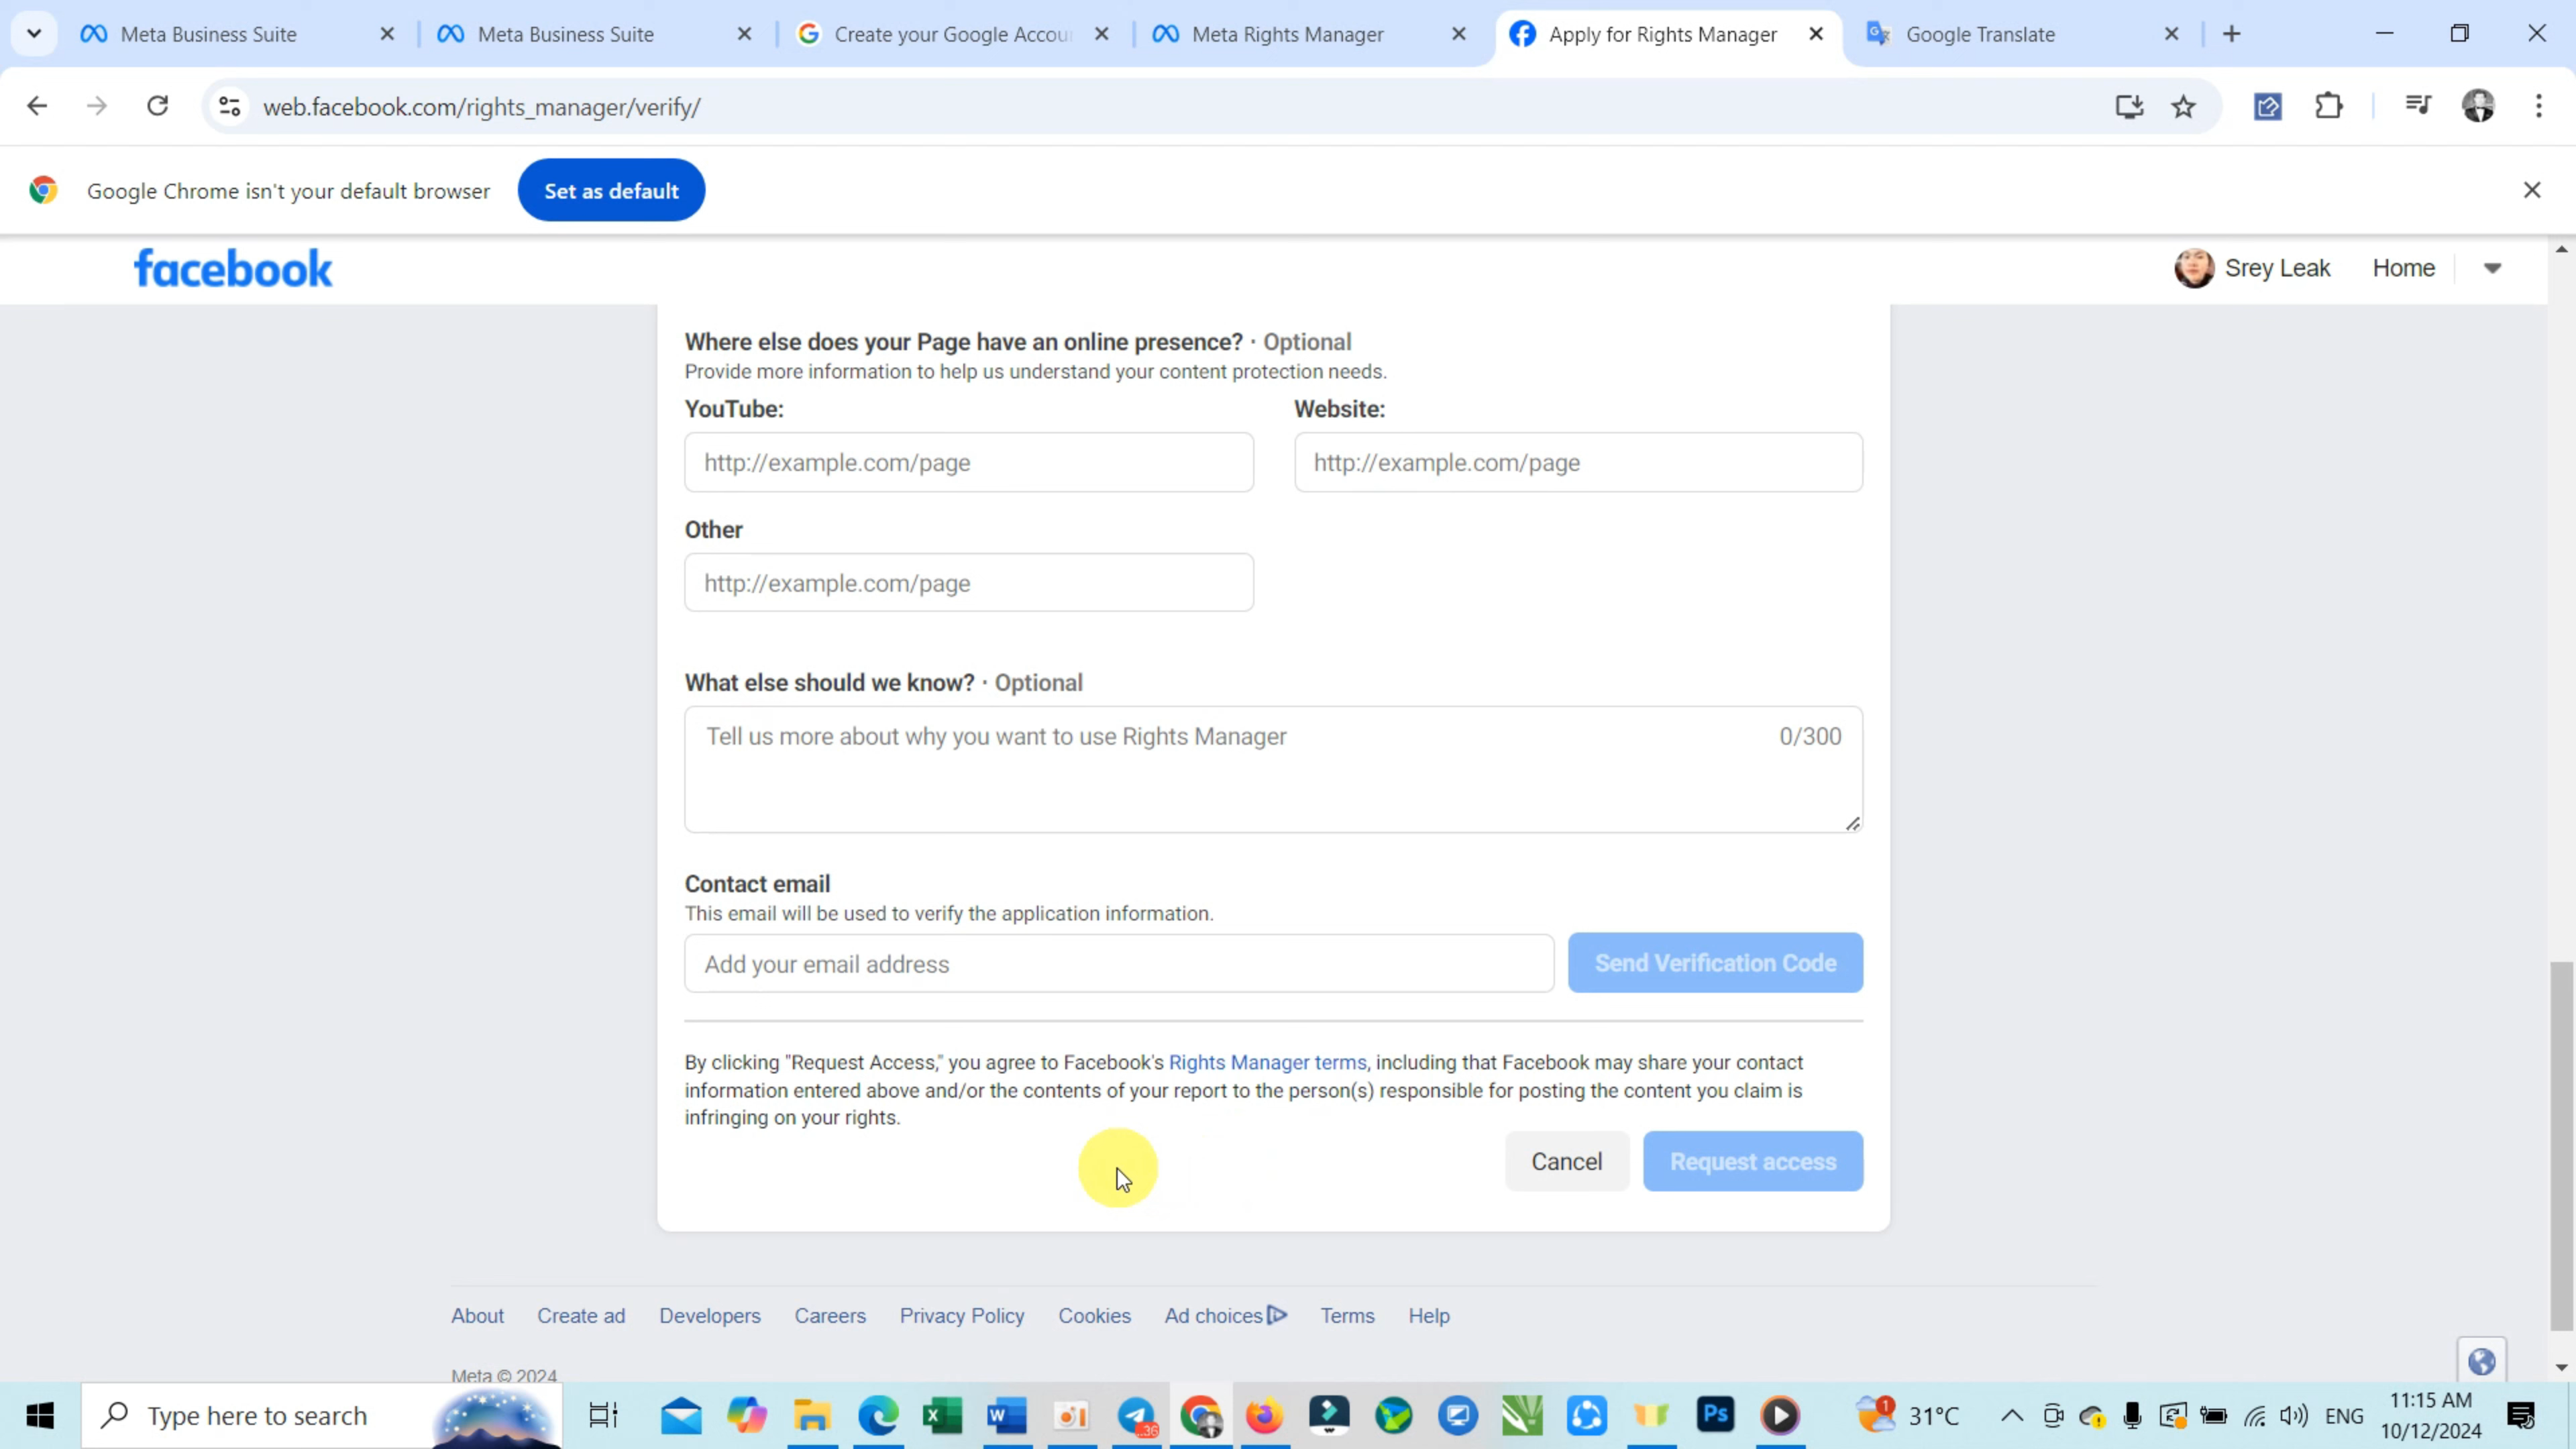 Meta Business Suite
Meta Business Suite
Create your Google Accou
Meta Rights Manager
Apply for Rights Manager
Google Translate
web.facebook.com/rights_manager/verify/
Google Chrome isn't your default browser
Set as default
facebook
Srey Leak
Home
Where else does your Page have an online presence? · Optional
Provide more information to help us understand your content protection needs.
YouTube:
Website:
http://example.com/page
http://example.com/page
Other
http://example.com/page
What else should we know? · Optional
Tell us more about why you want to use Rights Manager
0/300
Contact email
This email will be used to verify the application information.
Add your email address
Send Verification Code
By clicking "Request Access," you agree to Facebook's Rights Manager terms, including that Facebook may share your contact
information entered above and/or the contents of your report to the person(s) responsible for posting the content you claim is
infringing on your rights.
Cancel
Request access
About
Create ad
Developers
Careers
Privacy Policy
Cookies
Ad choices
Terms
Help
Meta © 2024
Type here to search
..36
Ps
1
31°C
ENG
11:15 AM
10/12/2024